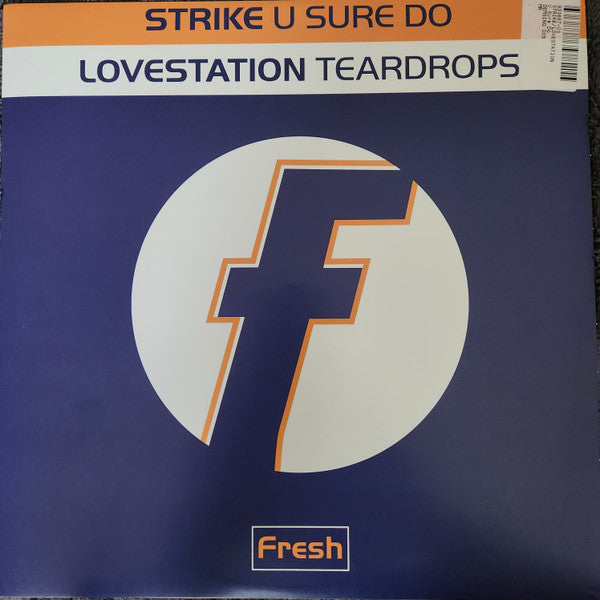 STRIKE U SURE DO
LOVESTATION TEARDROPS
f
Fresh